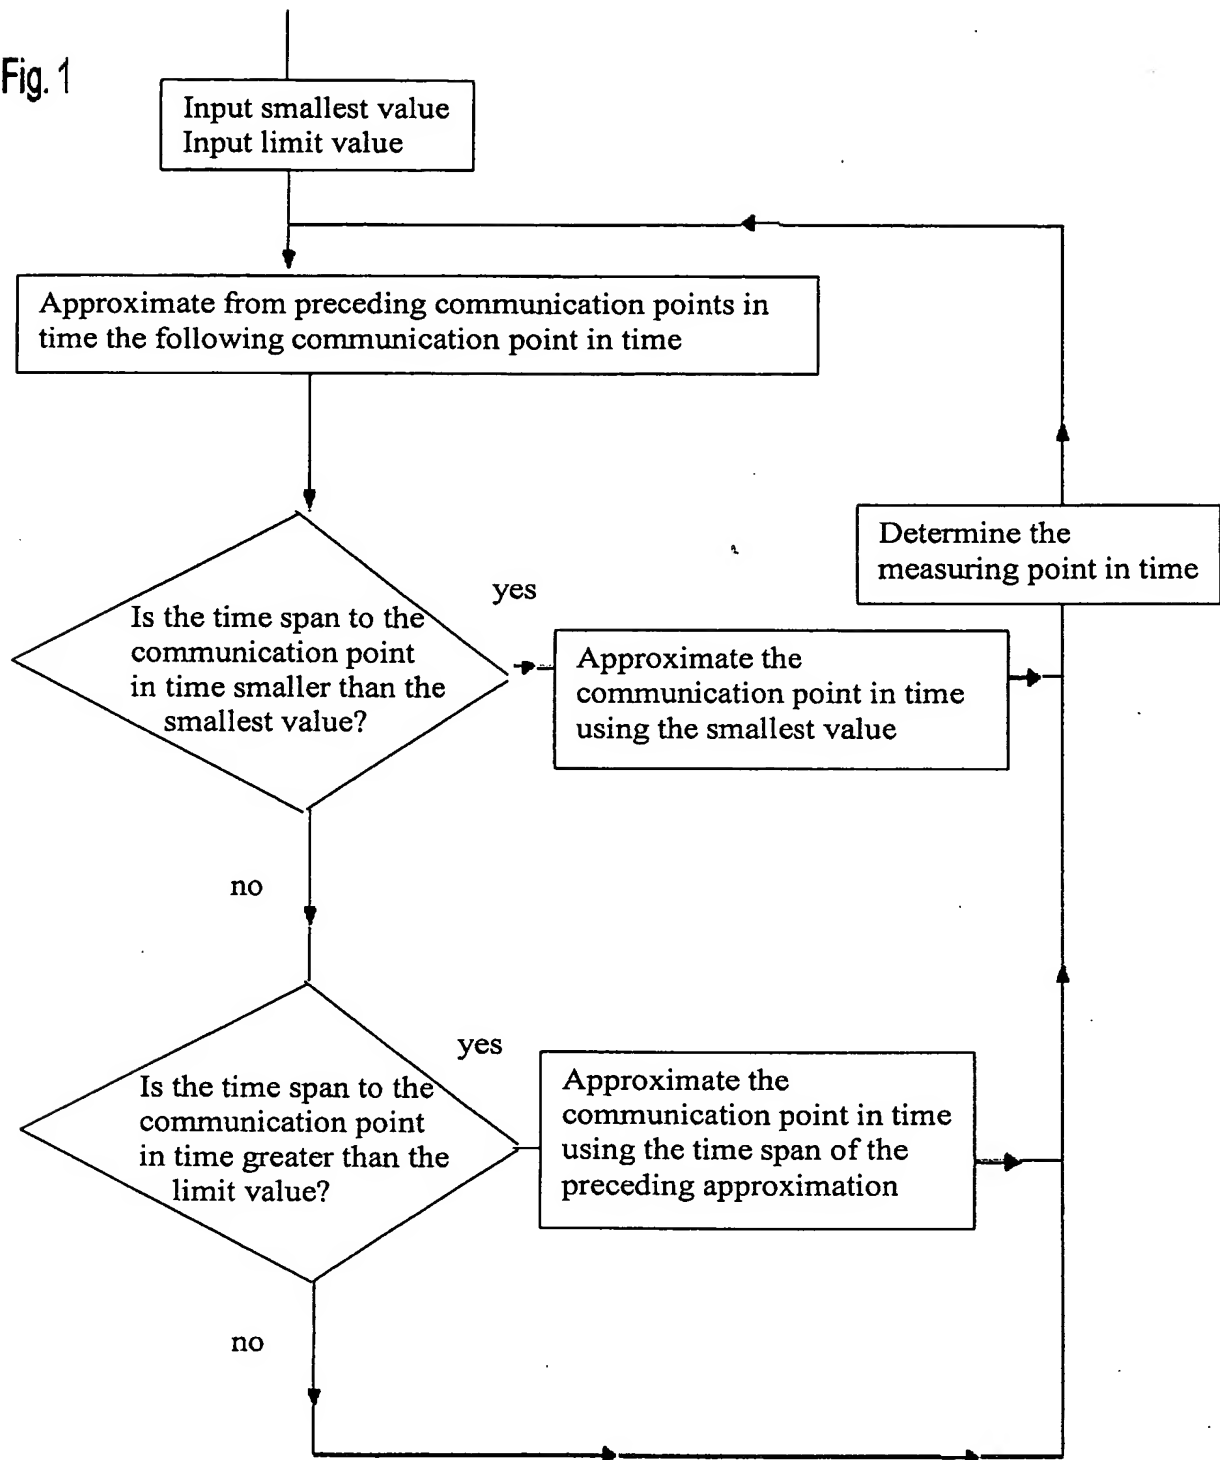 Fig. 1
Input smallest value
Input limit value
Approximate from preceding communication points in
time the following communication point in time
Determine the
measuring point in time
yes
Is the time span to the
communication point
in time smaller than the
smallest value?
Approximate the
communication point in time
using the smallest value
no
yes
Is the time span to the
communication point
in time greater than the
limit value?
Approximate the
communication point in time
using the time span of the
preceding approximation
no